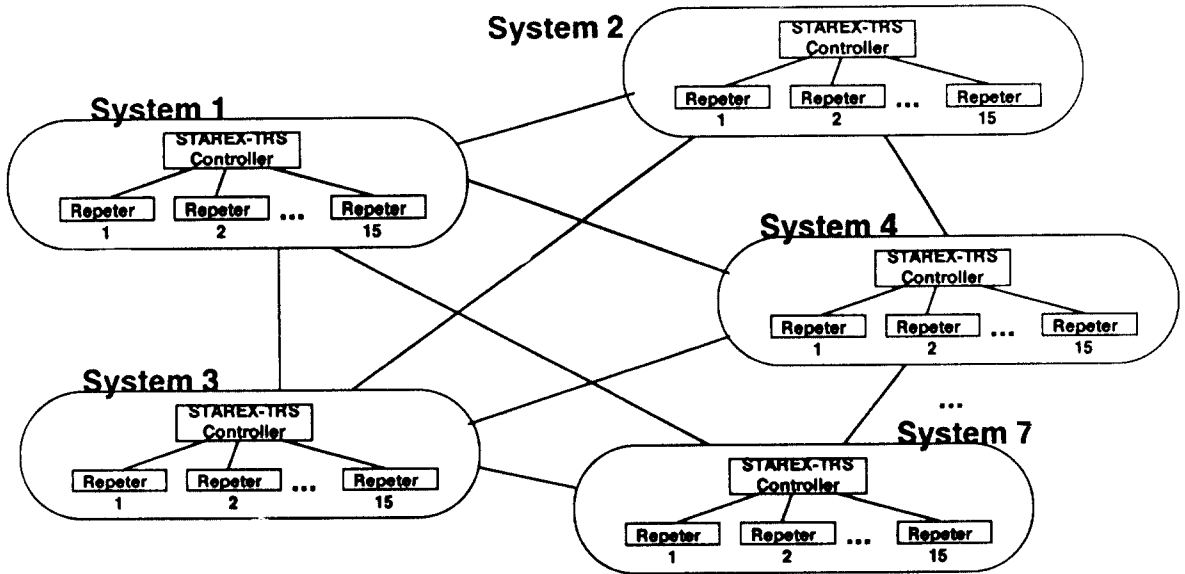 System 1
STAREX-TRS
Controller
Repeter Repeter ... Repeter
1 2 15
System 2
STAREX-TRS
Controller
Repeter Repeter ... Repeter
1 2 15
System 3
STAREX-TRS
Controller
Repeter Repeter ... Repeter
1 2 15
System 4
STAREX-TRS
Controller
Repeter Repeter ... Repeter
1 2 15
...
System 7
STAREX-TRS
Controller
Repeter Repeter ... Repeter
1 2 15